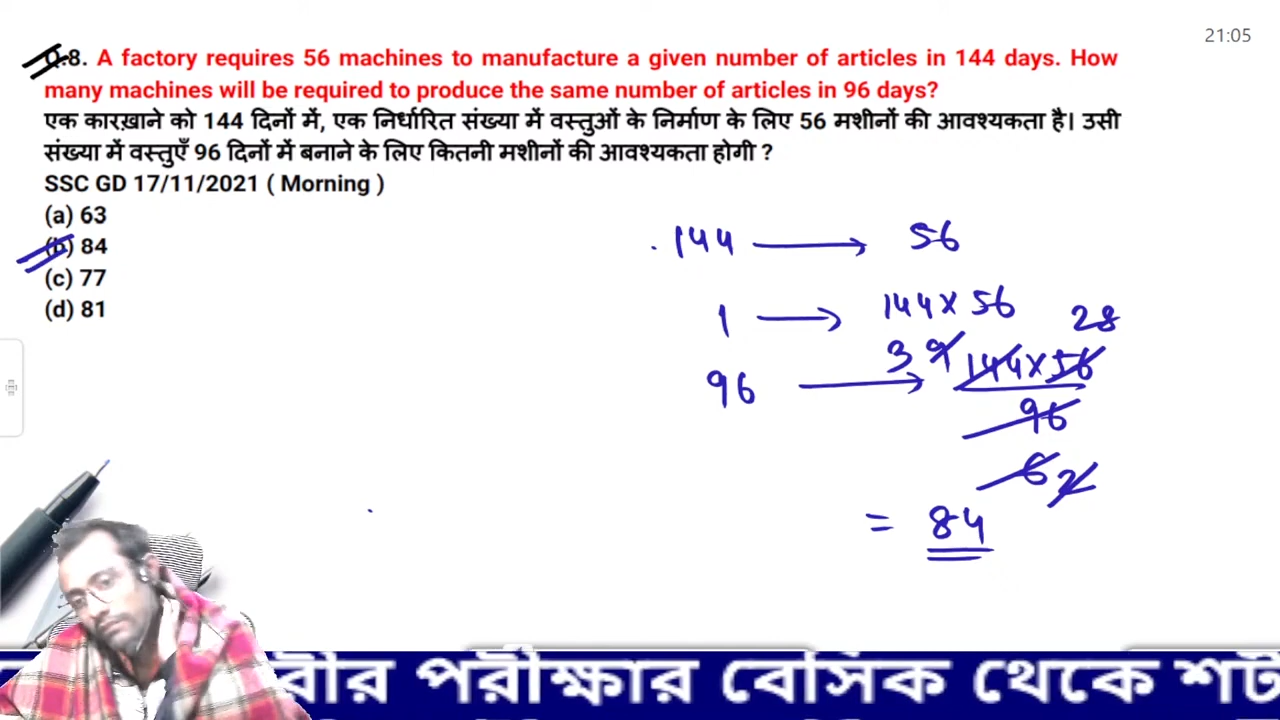 21:05
Q.8. A factory requires 56 machines to manufacture a given number of articles in 144 days. How
many machines will be required to produce the same number of articles in 96 days?
एक कारख़ाने को 144 दिनों में, एक निर्धारित संख्या में वस्तुओं के निर्माण के लिए 56 मशीनों की आवश्यकता है। उसी
संख्या में वस्तुएँ 96 दिनों में बनाने के लिए कितनी मशीनों की आवश्यकता होगी ?
SSC GD 17/11/2021 ( Morning )
(a) 63
(b) 84
(c) 77
(d) 81
144 → 56
1 → 144 x 56
28
3 9 144 x 56
96 →
96
6 2
= 84
পরীক্ষার বেসিক থেকে